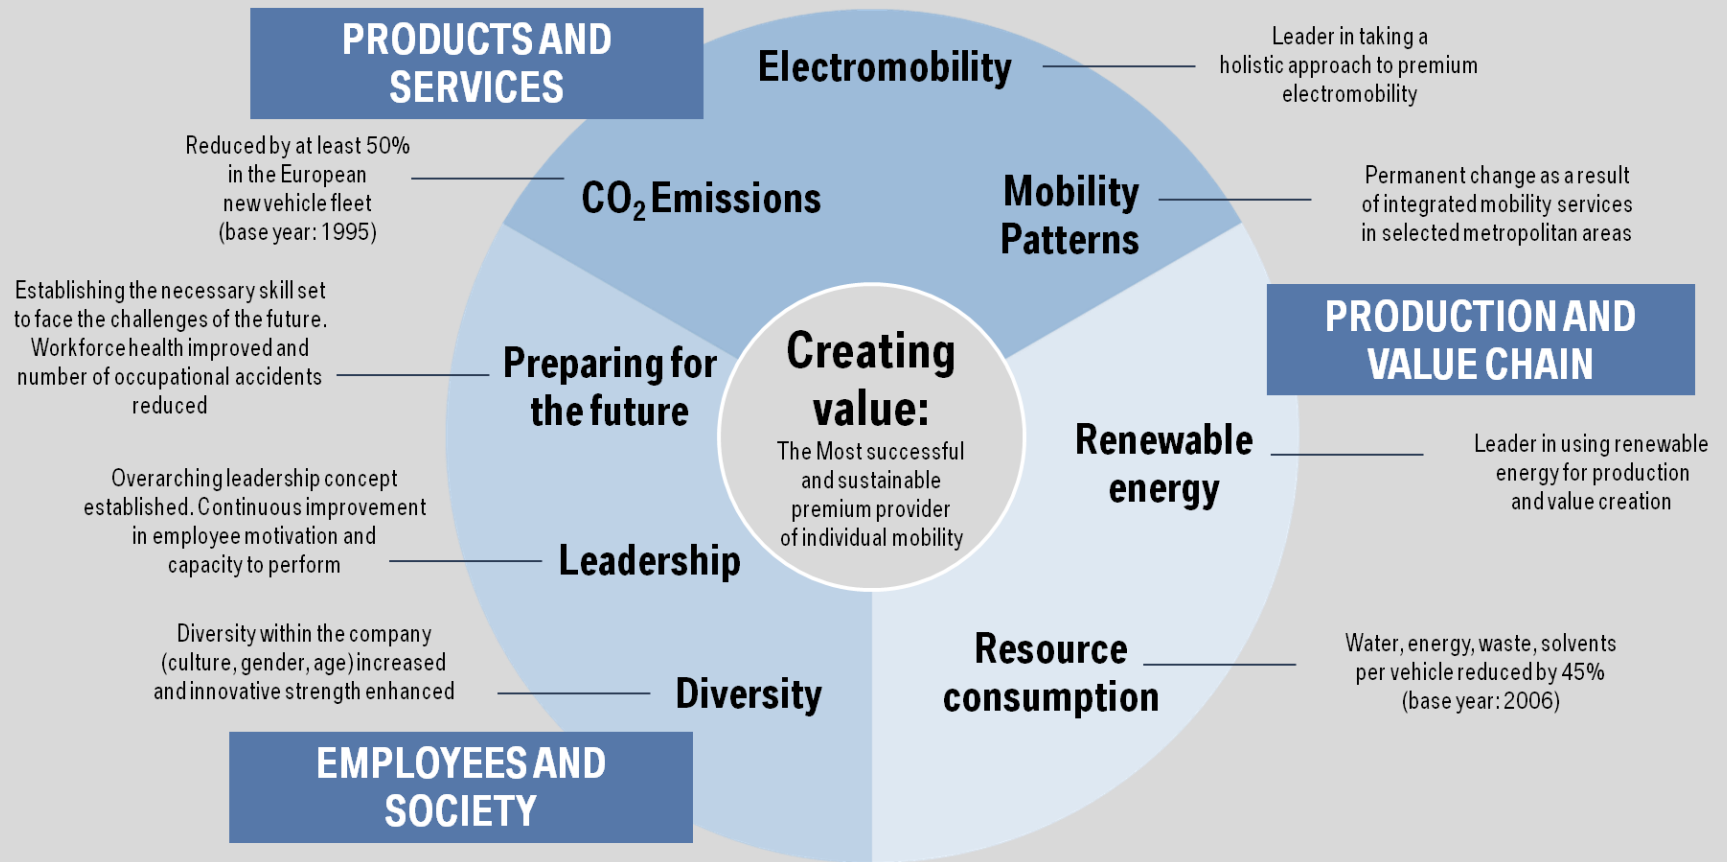 PRODUCTS AND
SERVICES
Electromobility
Leader in taking a
holistic approach to premium
electromobility
Reduced by at least 50%
in the European
new vehicle fleet
(base year: 1995)
CO₂ Emissions
Mobility
Patterns
Permanent change as a result
of integrated mobility services
in selected metropolitan areas
Establishing the necessary skill set
to face the challenges of the future.
Workforce health improved and
number of occupational accidents
reduced
Preparing for
the future
Creating
value:
The Most successful
and sustainable
premium provider
of individual mobility
PRODUCTION AND
VALUE CHAIN
Renewable
energy
Leader in using renewable
energy for production
and value creation
Overarching leadership concept
established. Continuous improvement
in employee motivation and
capacity to perform
Leadership
Diversity within the company
(culture, gender, age) increased
and innovative strength enhanced
Diversity
Resource
consumption
Water, energy, waste, solvents
per vehicle reduced by 45%
(base year: 2006)
EMPLOYEES AND
SOCIETY